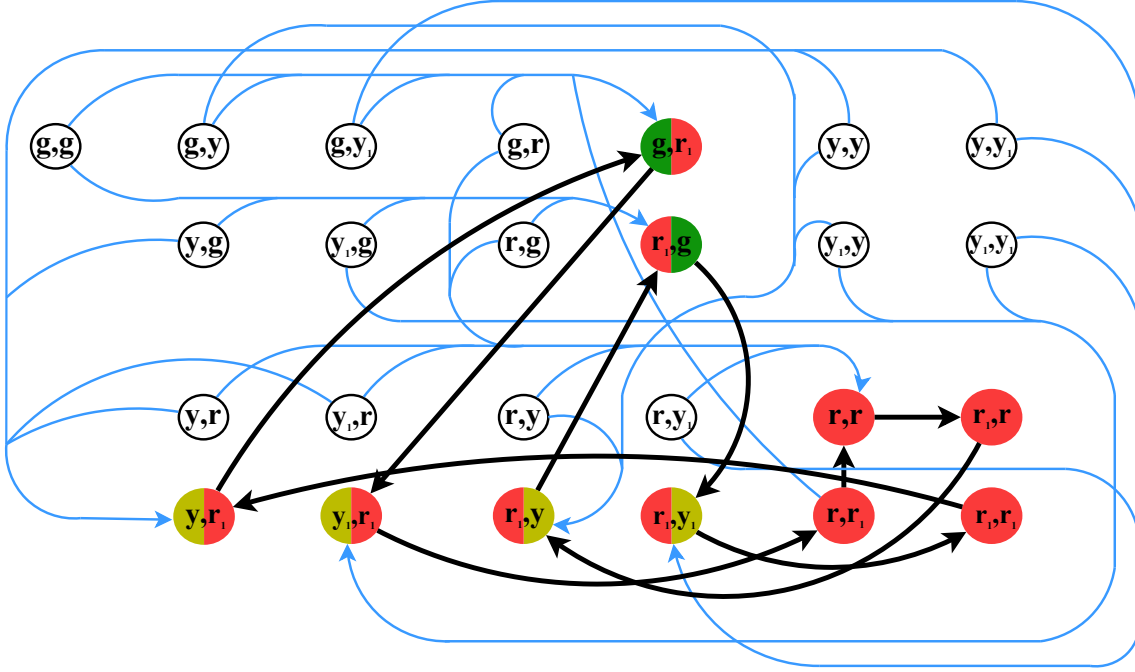 g,g g,y g,y₁ g,r g,r₁ y,y y,y₁
y,g y₁,g r,g r₁,g y₁,y y₁,y₁
y,r y₁,r r,y r,y₁ r,r r₁,r
y,r₁ y₁,r₁ r₁,y r₁,y₁ r,r₁ r₁,r₁